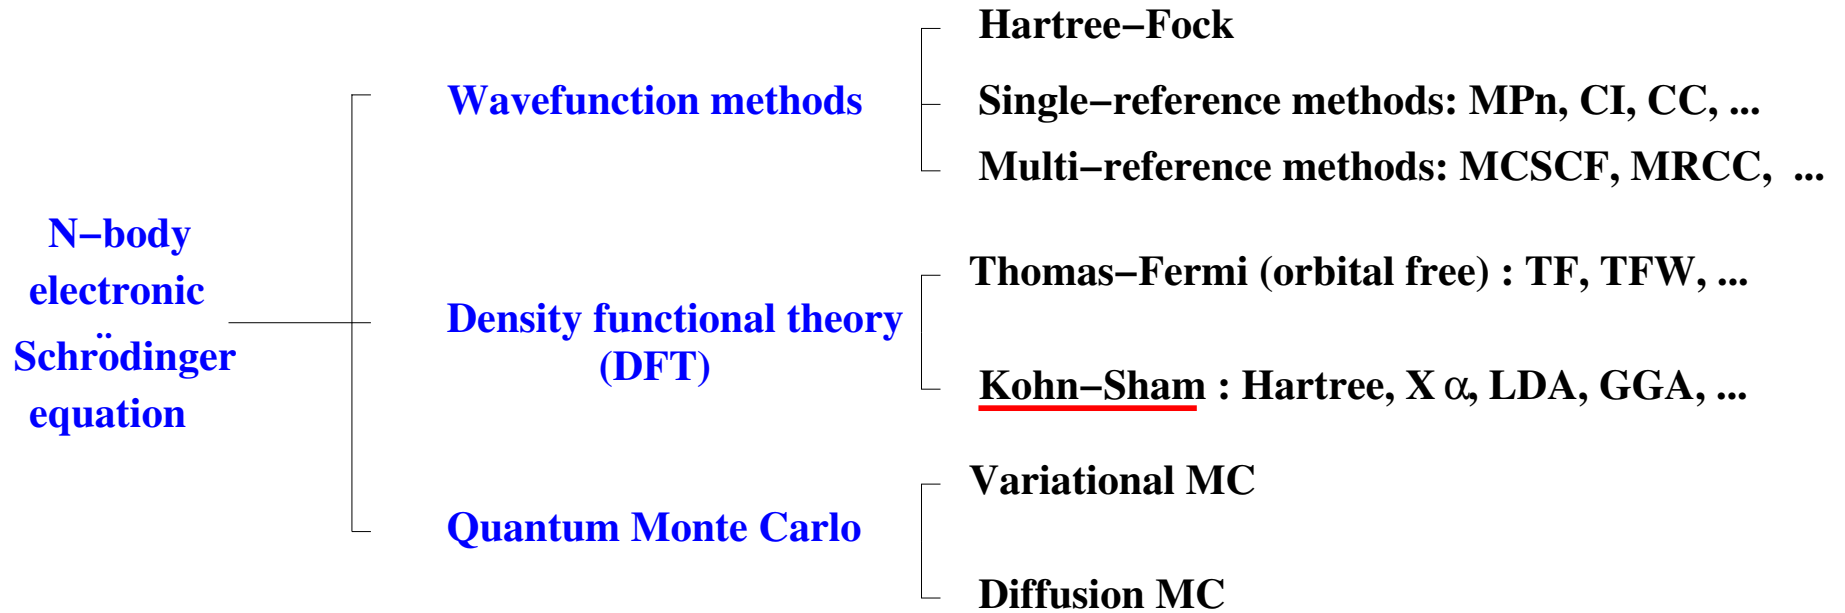 Hartree−Fock
Wavefunction methods
Single−reference methods: MPn, CI, CC, ...
Multi−reference methods: MCSCF, MRCC, ...
N−body
electronic
Schrödinger
equation
Thomas−Fermi (orbital free) : TF, TFW, ...
Density functional theory
(DFT)
Kohn−Sham : Hartree, X α, LDA, GGA, ...
Variational MC
Quantum Monte Carlo
Diffusion MC